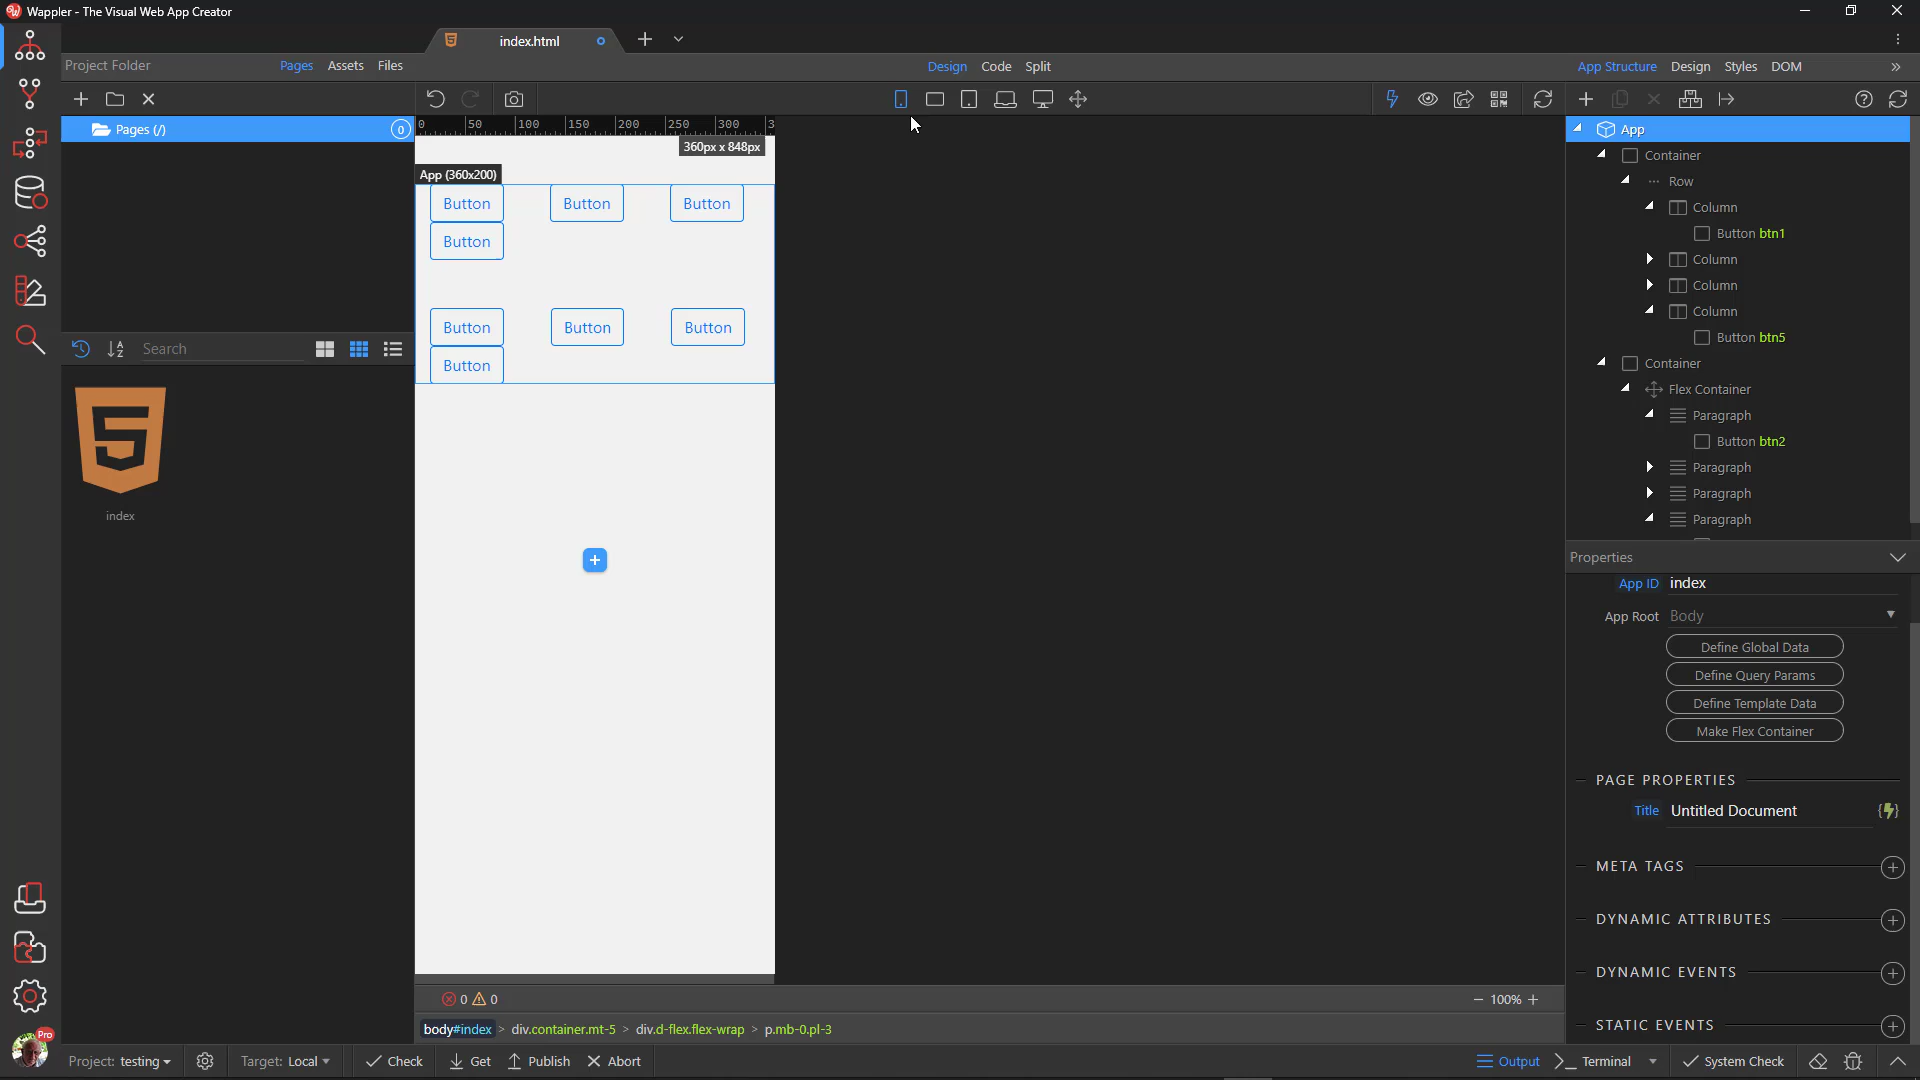 Wappler - The Visual Web App Creator
index.html
Project Folder
Pages
Assets
Files
Design
Code
Split
App Structure
Design
Styles
DOM
Pages (/)
0
0
50
100
150
200
250
300
3
360px x 848px
App (360x200)
Button
Button
Button
Button
Button
Button
Button
Button
Search
index
App
Container
Row
Column
Button btn1
Column
Column
Column
Button btn5
Container
Flex Container
Paragraph
Button btn2
Paragraph
Paragraph
Paragraph
Properties
App ID index
App Root Body
Define Global Data
Define Query Params
Define Template Data
Make Flex Container
PAGE PROPERTIES
Title Untitled Document
META TAGS
DYNAMIC ATTRIBUTES
DYNAMIC EVENTS
STATIC EVENTS
0
0
100%
body#index > div.container.mt-5 > div.d-flex.flex-wrap > p.mb-0.pl-3
Pro
Project: testing
Target: Local
Check
Get
Publish
Abort
Output
Terminal
System Check